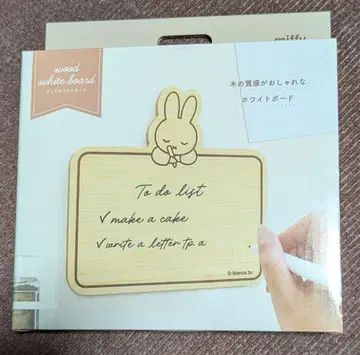 miffy
wood
white board
ウッドホワイトボード
木の質感がおしゃれな
ホワイトボード
To do list
✓ make a cake
✓ write a letter tp a
© Mercis bv